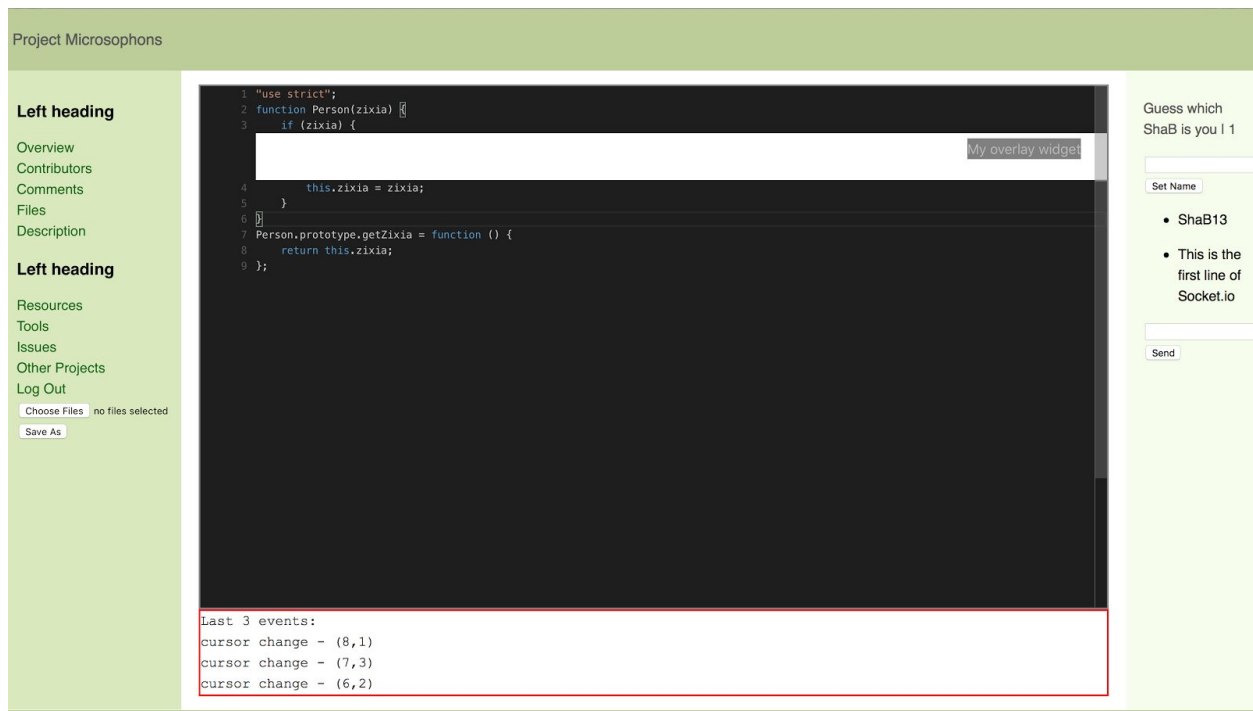 Project Microsophons
Left heading
Overview
Contributors
Comments
Files
Description
Left heading
Resources
Tools
Issues
Other Projects
Log Out
Choose Files no files selected
Save As
1 "use strict";
2 function Person(zixia) {
3 if (zixia) {
My overlay widget
4 this.zixia = zixia;
5 }
6 }
7 Person.prototype.getZixia = function () {
8 return this.zixia;
9 };
Last 3 events:
cursor change - (8,1)
cursor change - (7,3)
cursor change - (6,2)
Guess which
ShaB is you | 1
Set Name
• ShaB13
• This is the
first line of
Socket.io
Send